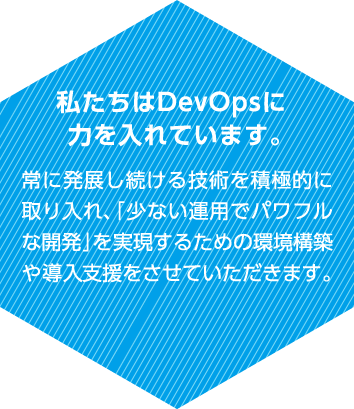 私たちはDevOpsに
力を入れています。
常に発展し続ける技術を積極的に
取り入れ、「少ない運用でパワフル
な開発」を実現するための環境構築
や導入支援をさせていただきます。